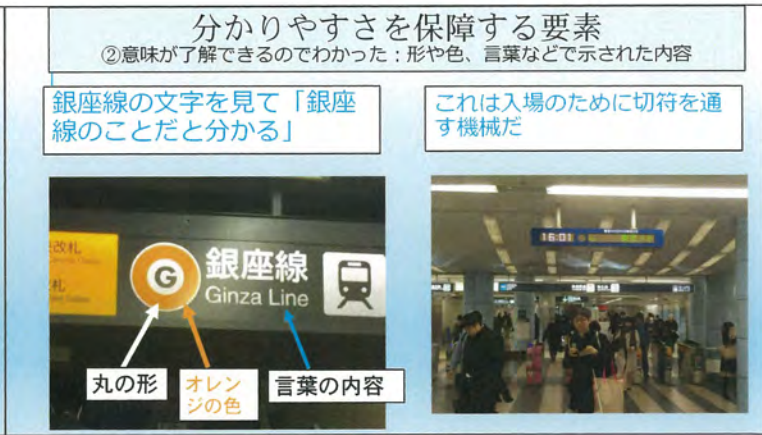 分かりやすさを保障する要素
②意味が了解できるのでわかった：形や色、言葉などで示された内容
銀座線の文字を見て「銀座
線のことだと分かる」
これは入場のために切符を通
す機械だ
改札
札
G
銀座線
Ginza Line
丸の形
オレン
ジの色
言葉の内容
16:01